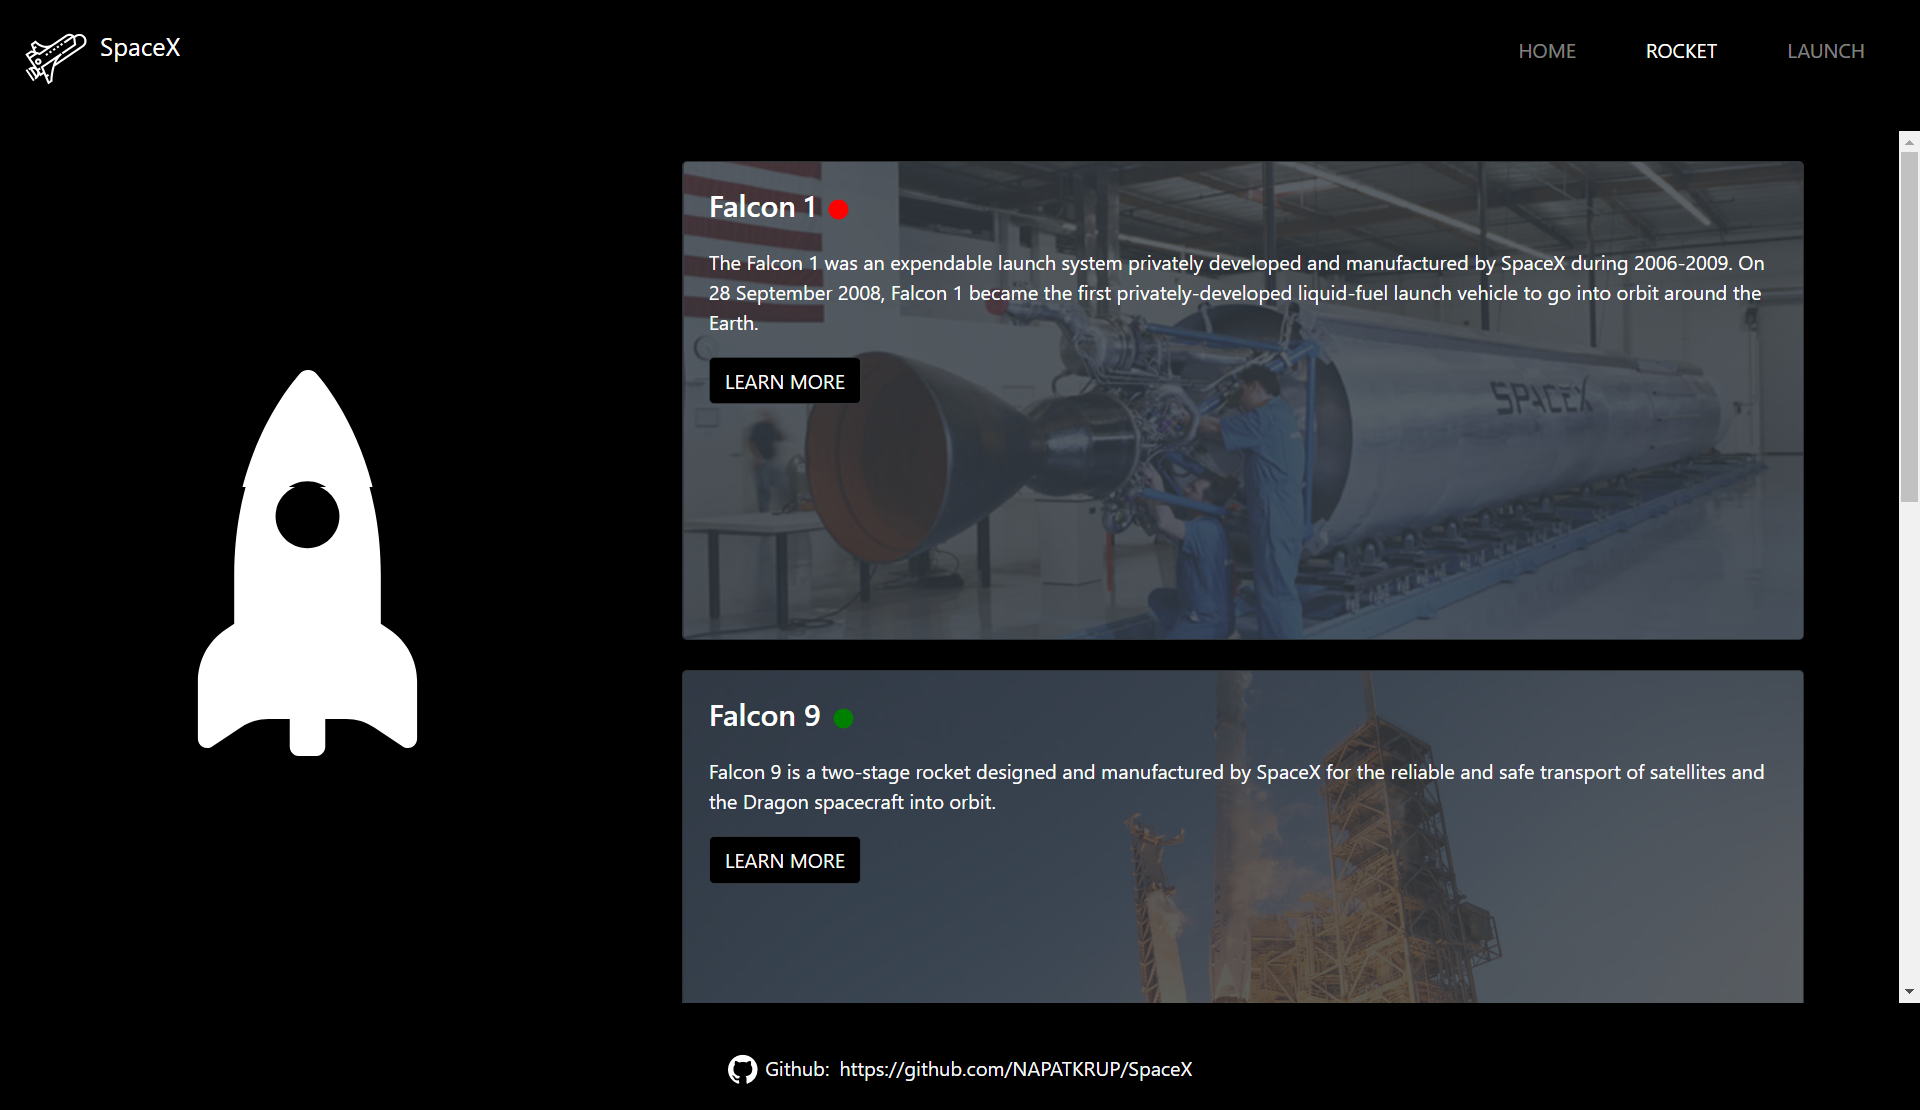 SpaceX
HOME
ROCKET
LAUNCH
Falcon 1
The Falcon 1 was an expendable launch system privately developed and manufactured by SpaceX during 2006-2009. On
28 September 2008, Falcon 1 became the first privately-developed liquid-fuel launch vehicle to go into orbit around the
Earth.
LEARN MORE
SPACEX
Falcon 9
Falcon 9 is a two-stage rocket designed and manufactured by SpaceX for the reliable and safe transport of satellites and
the Dragon spacecraft into orbit.
LEARN MORE
Github: https://github.com/NAPATKRUP/SpaceX